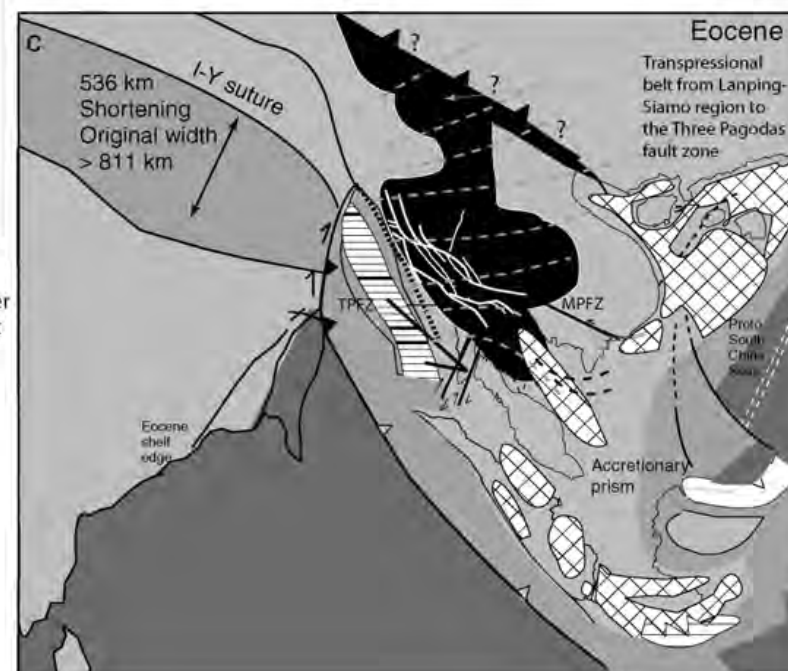 C
Eocene
Transpressional
belt from Lanping-
Siamo region to
the Three Pagodas
fault zone
536 km
Shortening
Original width
> 811 km
I-Y suture
?
?
?
er
TPFZ
MPFZ
Proto
South
China
Seas
Eocene
shelf
edge
Accretionary
prism